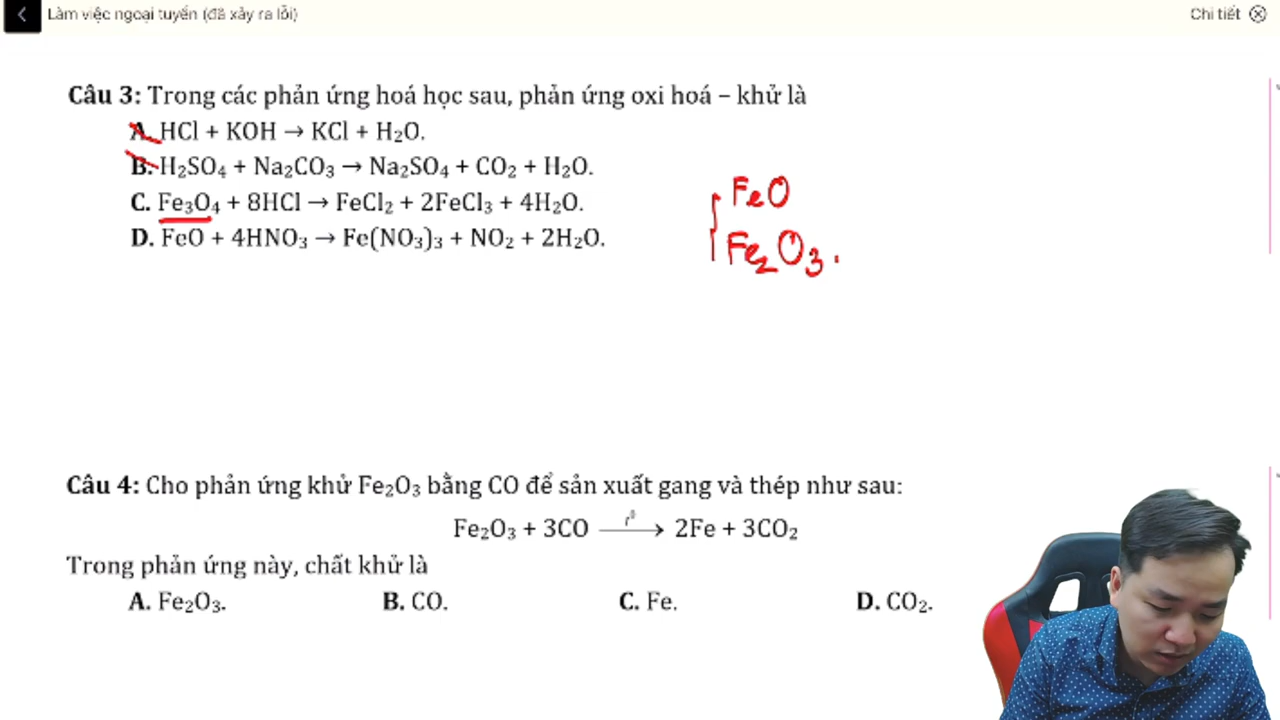 Làm việc ngoại tuyến (đã xảy ra lỗi)
Chi tiết
Câu 3: Trong các phản ứng hoá học sau, phản ứng oxi hoá – khử là
A. HCl + KOH → KCl + H₂O.
B. H₂SO₄ + Na₂CO₃ → Na₂SO₄ + CO₂ + H₂O.
C. Fe₃O₄ + 8HCl → FeCl₂ + 2FeCl₃ + 4H₂O.
D. FeO + 4HNO₃ → Fe(NO₃)₃ + NO₂ + 2H₂O.
FeO
Fe₂O₃.
Câu 4: Cho phản ứng khử Fe₂O₃ bằng CO để sản xuất gang và thép như sau:
Fe₂O₃ + 3CO → t⁰ 2Fe + 3CO₂
Trong phản ứng này, chất khử là
A. Fe₂O₃. B. CO. C. Fe. D. CO₂.